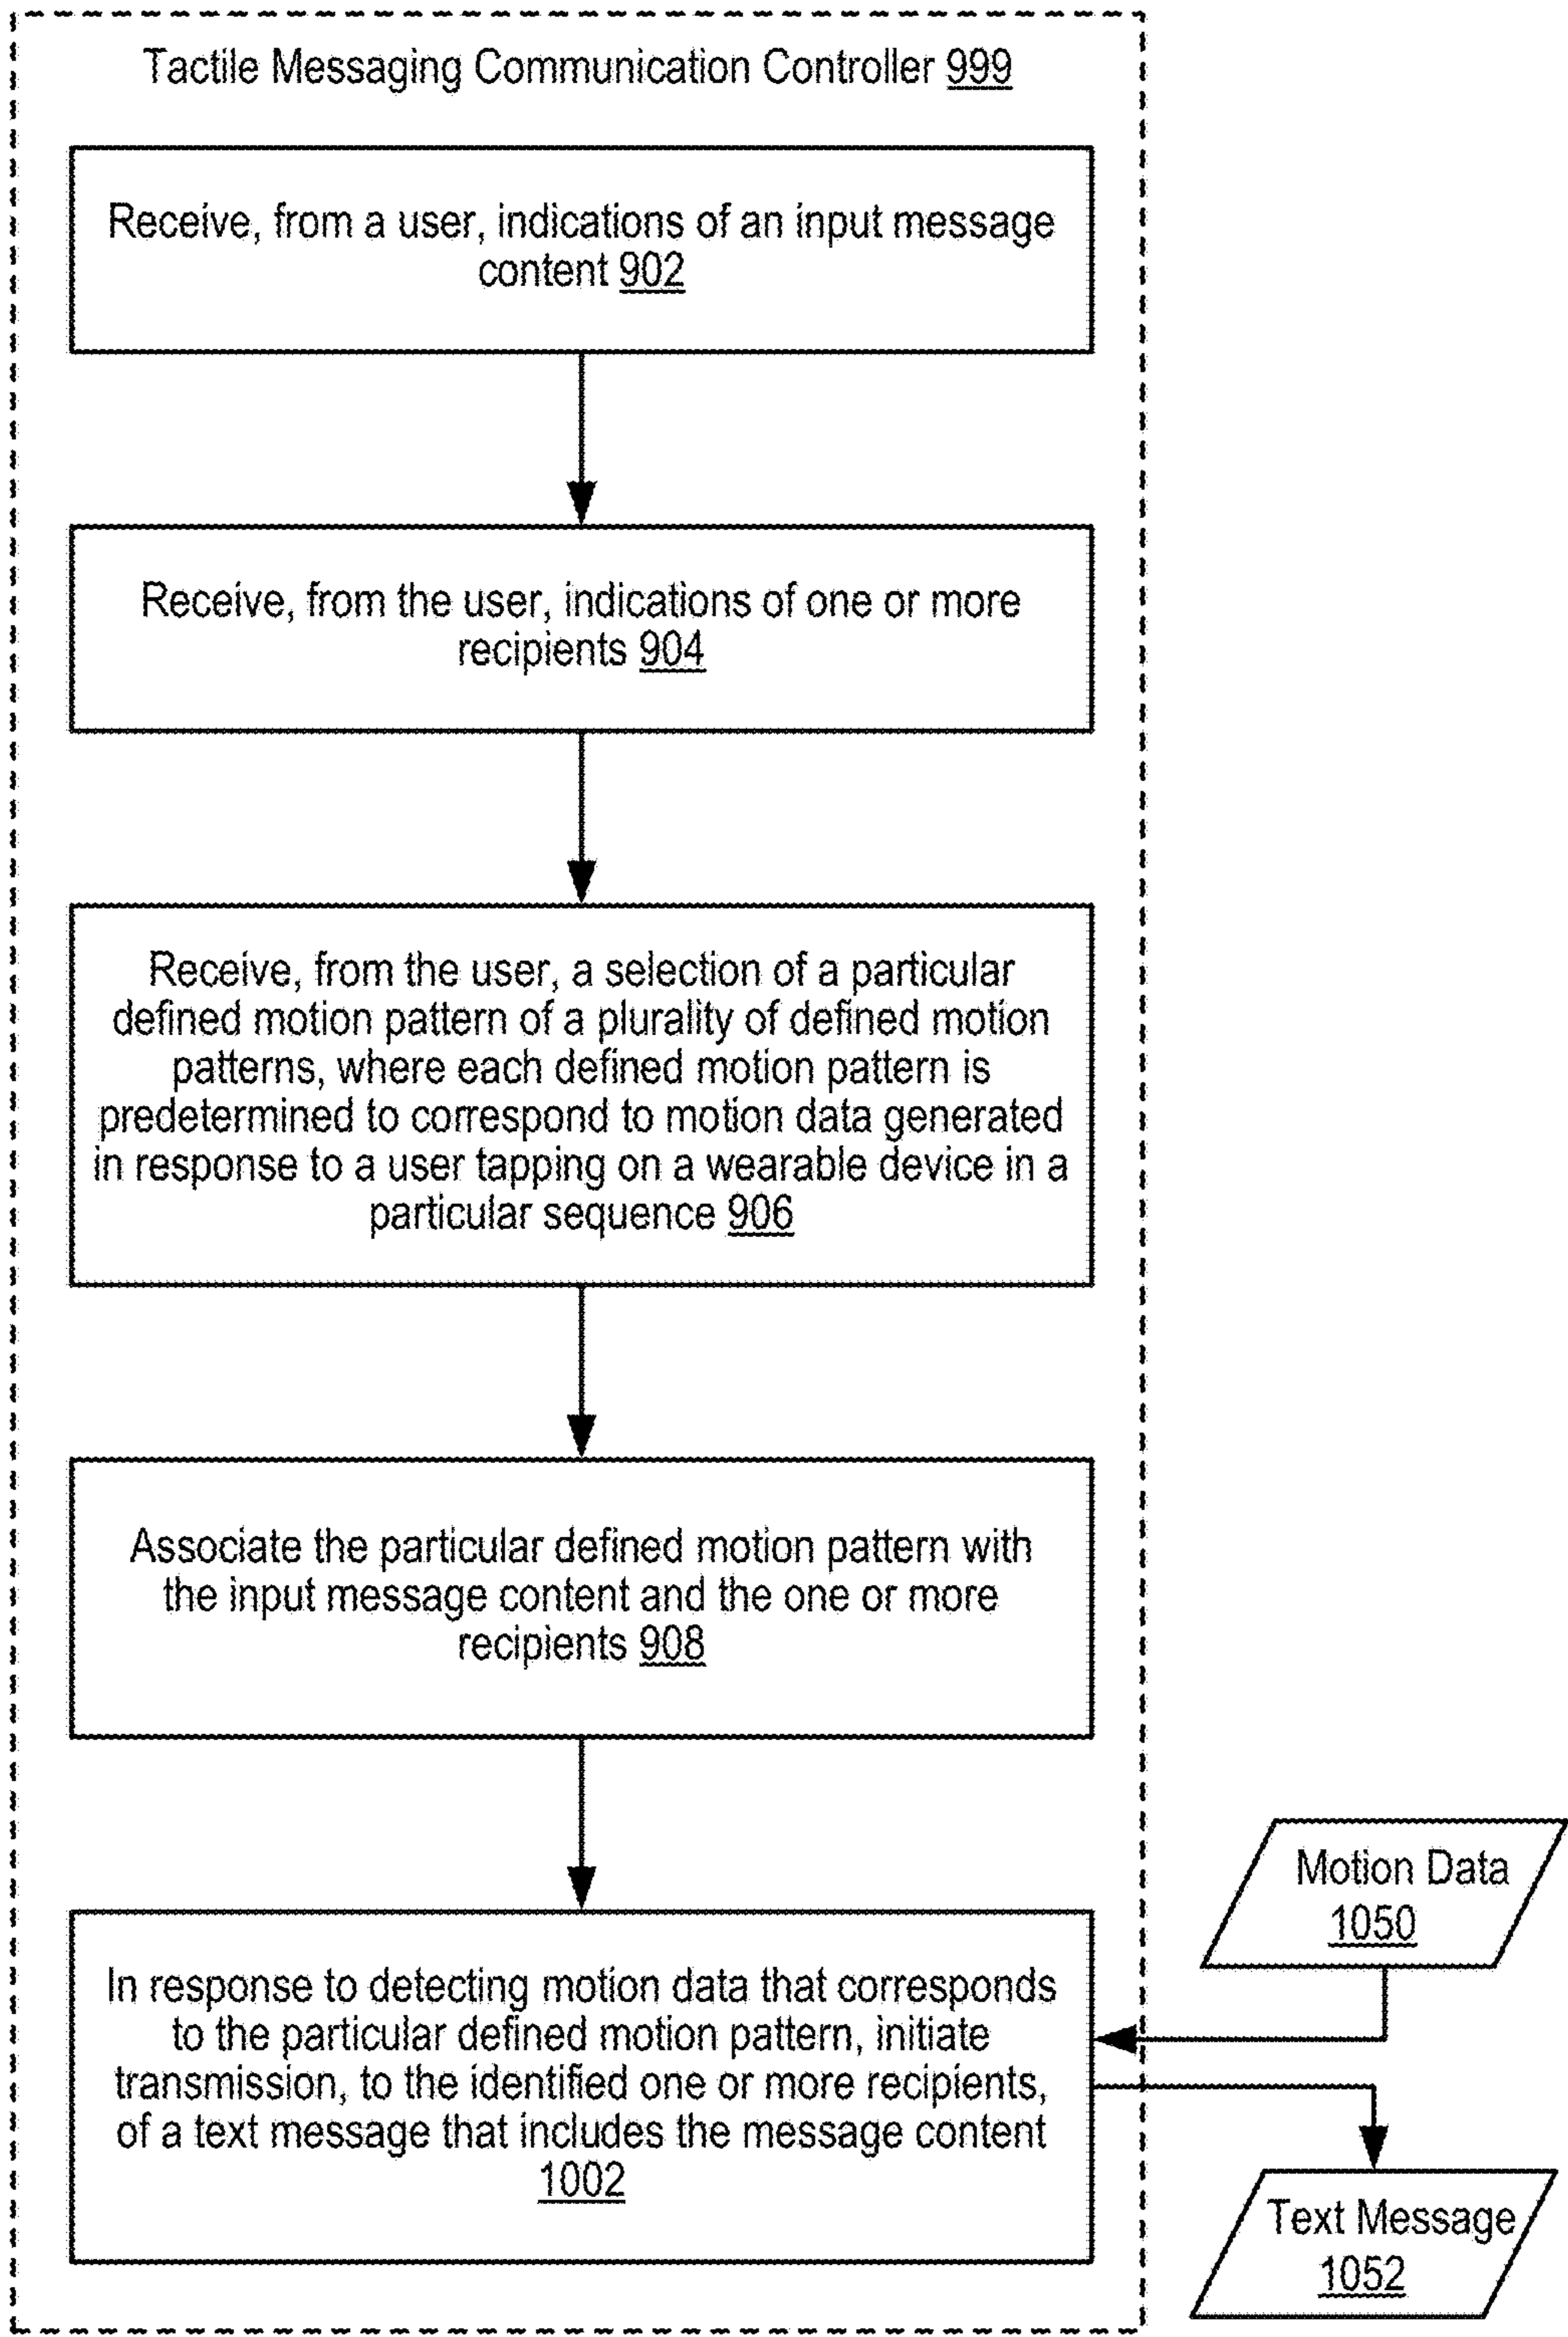 Tactile Messaging Communication Controller 999
Receive, from a user, indications of an input message
content 902
Receive, from the user, indications of one or more
recipients 904
Receive, from the user, a selection of a particular
defined motion pattern of a plurality of defined motion
patterns, where each defined motion pattern is
predetermined to correspond to motion data generated
in response to a user tapping on a wearable device in a
particular sequence 906
Associate the particular defined motion pattern with
the input message content and the one or more
recipients 908
In response to detecting motion data that corresponds
to the particular defined motion pattern, initiate
transmission, to the identified one or more recipients,
of a text message that includes the message content
1002
Motion Data
1050
Text Message
1052